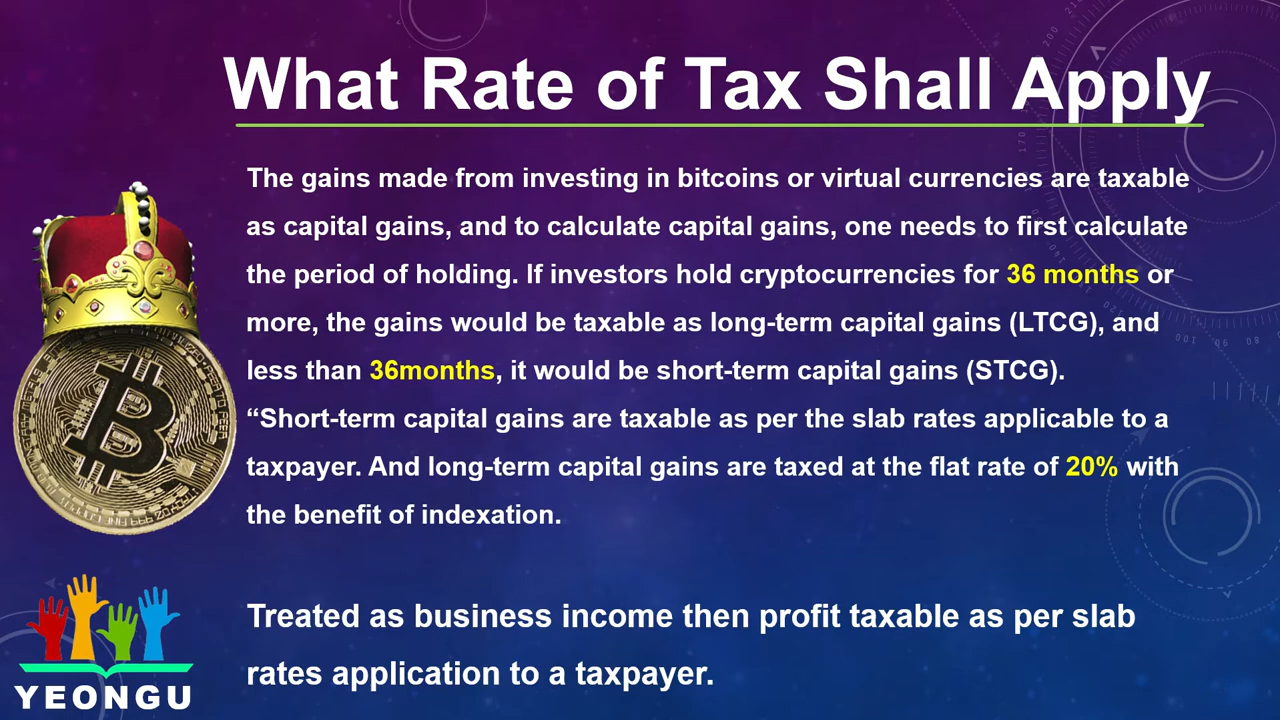 What Rate of Tax Shall Apply
The gains made from investing in bitcoins or virtual currencies are taxable
as capital gains, and to calculate capital gains, one needs to first calculate
the period of holding. If investors hold cryptocurrencies for 36 months or
more, the gains would be taxable as long-term capital gains (LTCG), and
less than 36months, it would be short-term capital gains (STCG).
“Short-term capital gains are taxable as per the slab rates applicable to a
taxpayer. And long-term capital gains are taxed at the flat rate of 20% with
the benefit of indexation.
Treated as business income then profit taxable as per slab
rates application to a taxpayer.
YEONGU